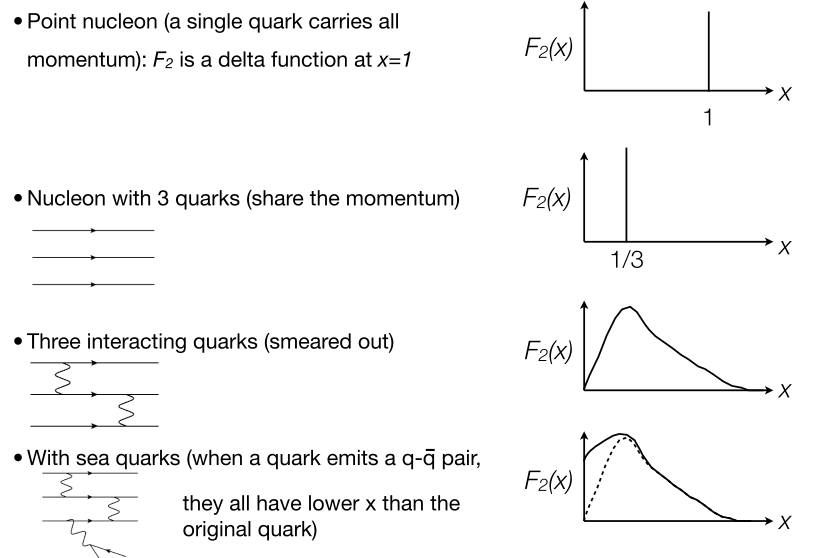 • Point nucleon (a single quark carries all
momentum): F₂ is a delta function at x=1
F₂(x)
x
1
• Nucleon with 3 quarks (share the momentum)
F₂(x)
x
1/3
• Three interacting quarks (smeared out)
F₂(x)
x
• With sea quarks (when a quark emits a q-q̄ pair,
they all have lower x than the
original quark)
F₂(x)
x